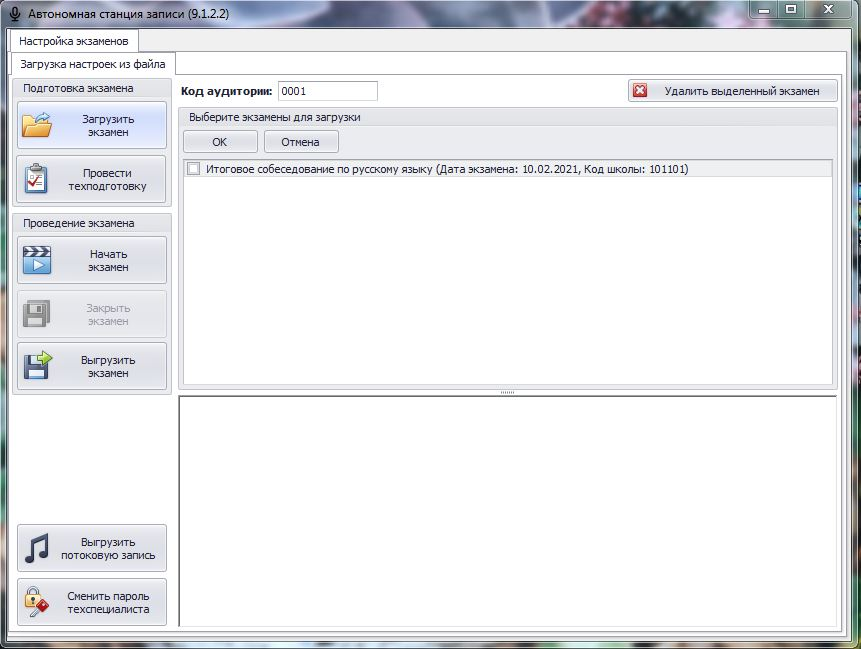 Автономная станция записи (9.1.2.2)
Настройка экзаменов
Загрузка настроек из файла
Подготовка экзамена
Загрузить
экзамен
Провести
техподготовку
Проведение экзамена
Начать
экзамен
Закрыть
экзамен
Выгрузить
экзамен
Выгрузить
потоковую запись
Сменить пароль
техспециалиста
Код аудитории: 0001
Удалить выделенный экзамен
Выберите экзамены для загрузки
ОК Отмена
Итоговое собеседование по русскому языку (Дата экзамена: 10.02.2021, Код школы: 101101)